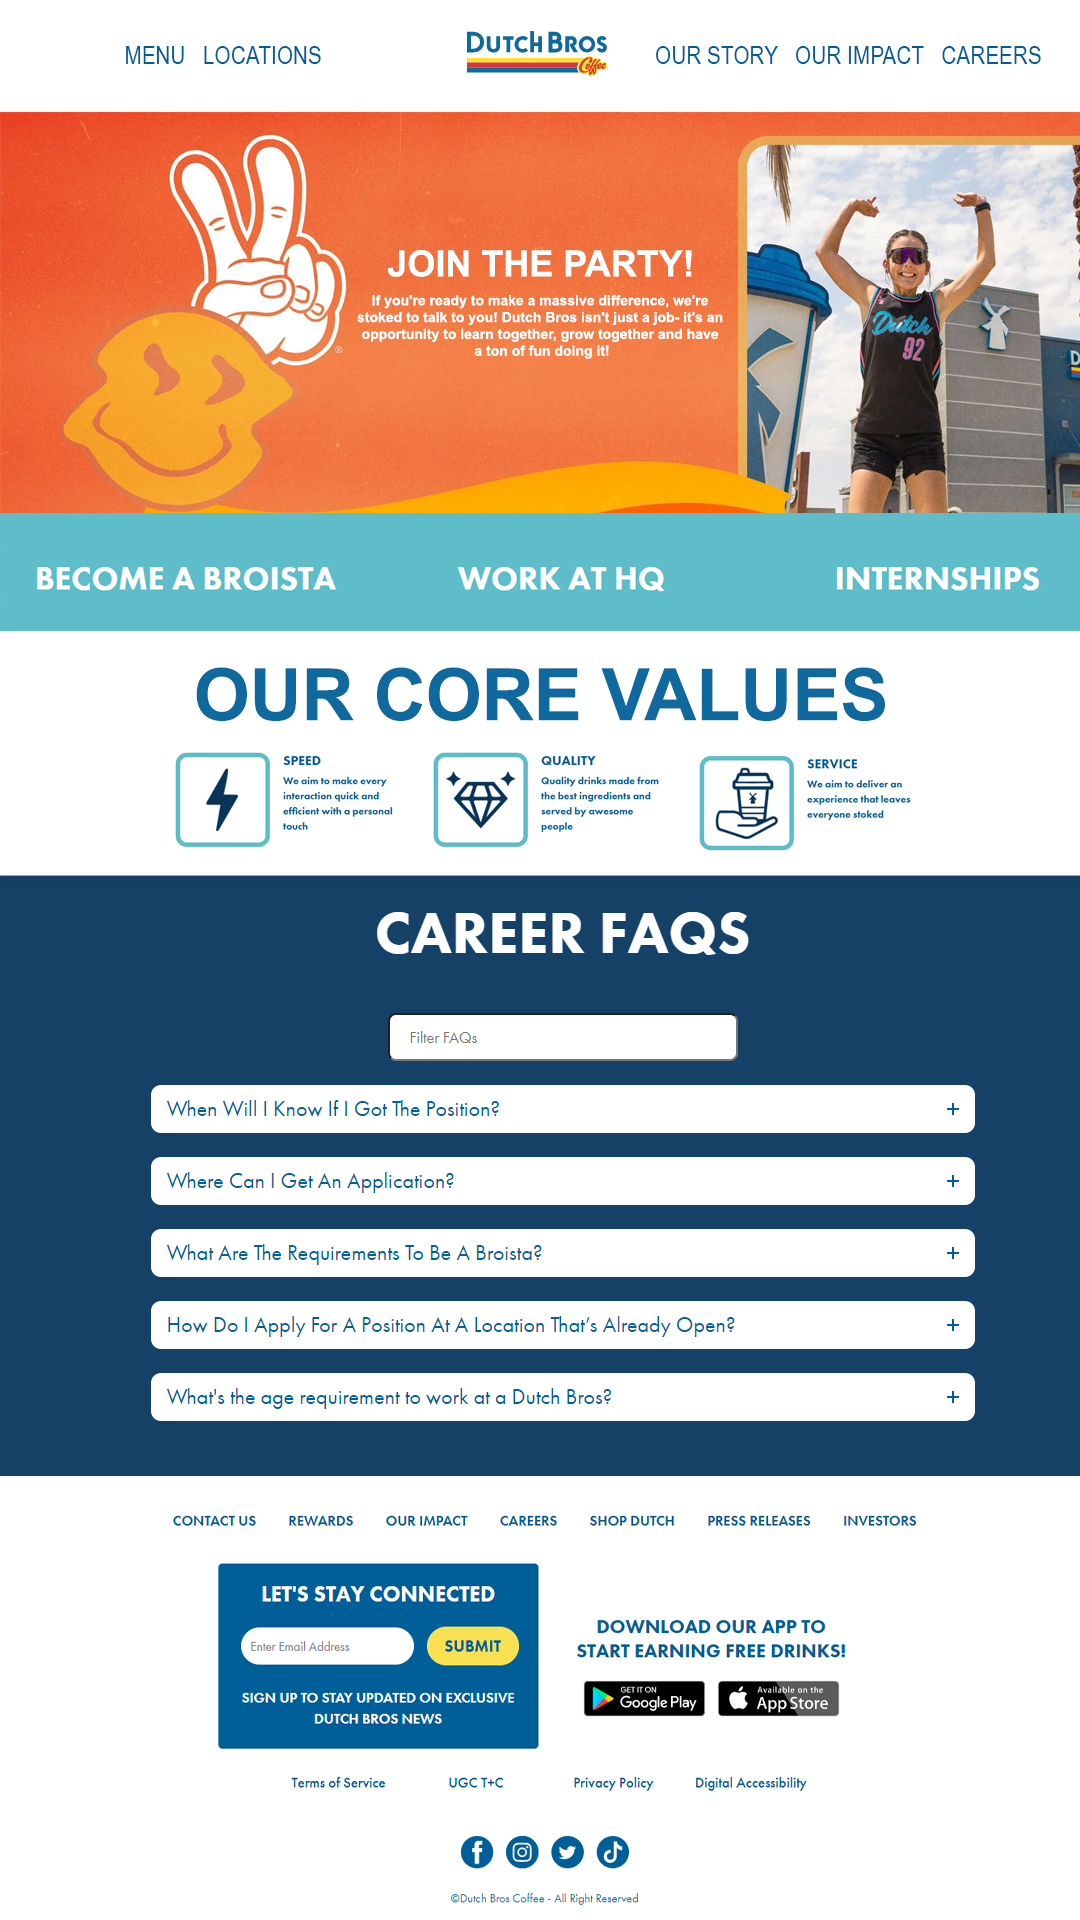 MENU LOCATIONS
DUTCH BROS
Coffee
OUR STORY OUR IMPACT CAREERS
JOIN THE PARTY!
If you're ready to make a massive difference, we're
stoked to talk to you! Dutch Bros isn't just a job- it's an
opportunity to learn together, grow together and have
a ton of fun doing it!
®
Dutch
92
D
BECOME A BROISTA WORK AT HQ INTERNSHIPS
OUR CORE VALUES
SPEED
We aim to make every
interaction quick and
efficient with a personal
touch
QUALITY
Quality drinks made from
the best ingredients and
served by awesome
people
SERVICE
We aim to deliver an
experience that leaves
everyone stoked
CAREER FAQS
Filter FAQs
When Will I Know If I Got The Position? +
Where Can I Get An Application? +
What Are The Requirements To Be A Broista? +
How Do I Apply For A Position At A Location That’s Already Open? +
What's the age requirement to work at a Dutch Bros? +
CONTACT US REWARDS OUR IMPACT CAREERS SHOP DUTCH PRESS RELEASES INVESTORS
LET'S STAY CONNECTED
Enter Email Address SUBMIT
SIGN UP TO STAY UPDATED ON EXCLUSIVE
DUTCH BROS NEWS
DOWNLOAD OUR APP TO
START EARNING FREE DRINKS!
GET IT ON
Google Play
Available on the
App Store
Terms of Service UGC T+C Privacy Policy Digital Accessibility
©Dutch Bros Coffee - All Right Reserved